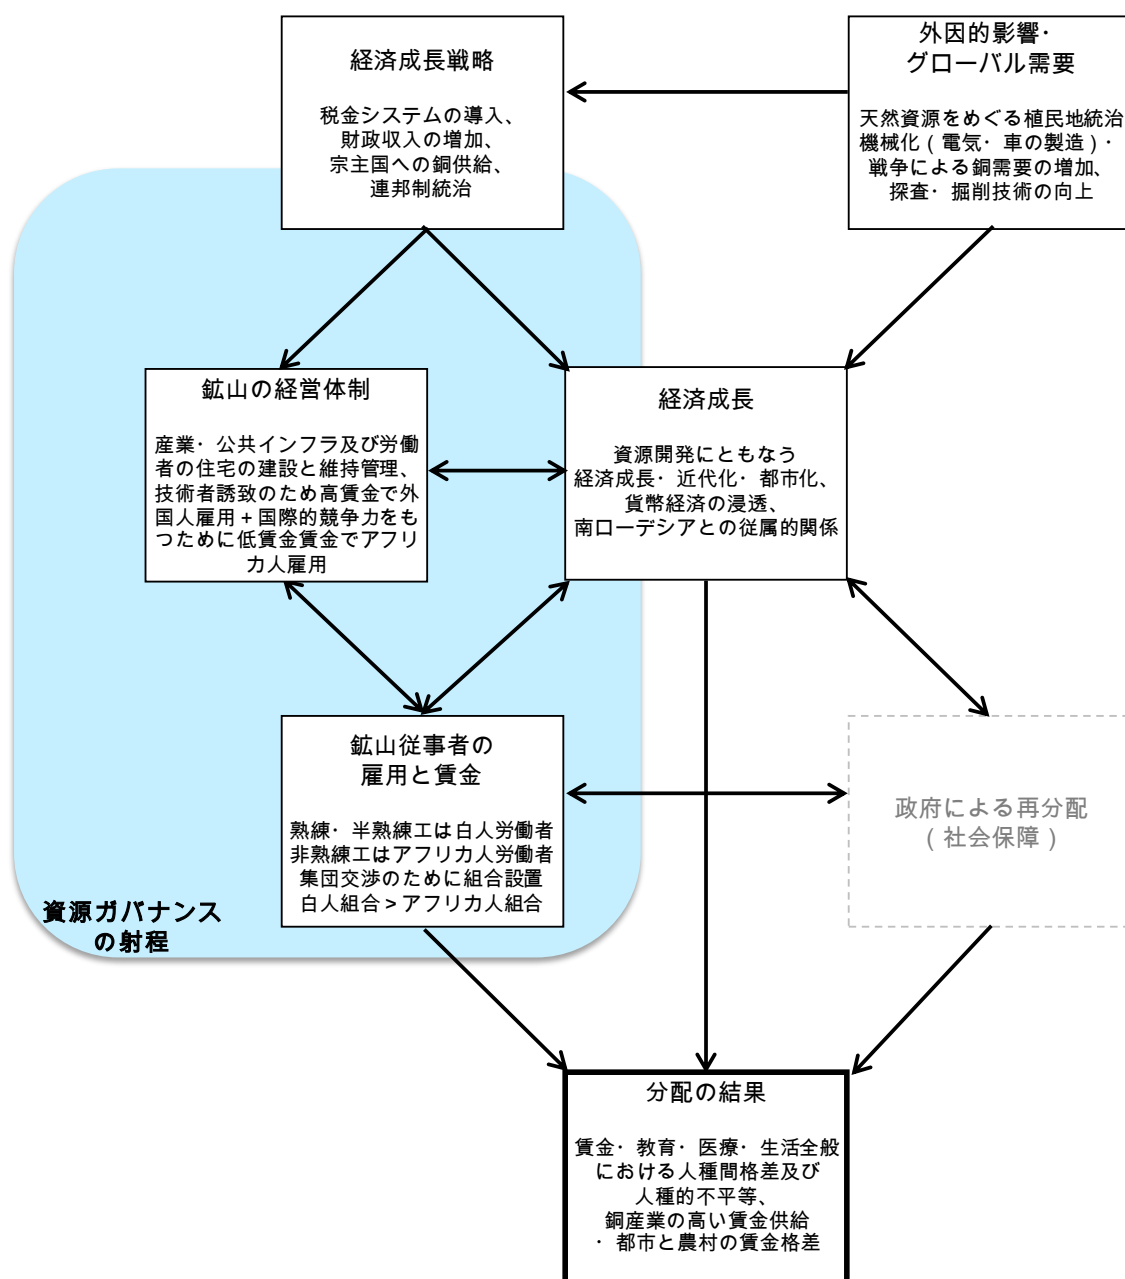 経済成長戦略
税金システムの導入、
財政収入の増加、
宗主国への銅供給、
連邦制統治
外因的影響・
グローバル需要
天然資源をめぐる植民地統治
機械化(電気・車の製造)・
戦争による銅需要の増加、
探査・掘削技術の向上
鉱山の経営体制
産業・公共インフラ及び労働
者の住宅の建設と維持管理、
技術者誘致のため高賃金で外
国人雇用+国際的競争力をも
つために低賃金賃金でアフリ
カ人雇用
経済成長
資源開発にともなう
経済成長・近代化・都市化、
貨幣経済の浸透、
南ローデシアとの従属的関係
鉱山従事者の
雇用と賃金
熟練・半熟練工は白人労働者
非熟練工はアフリカ人労働者
集団交渉のために組合設置
白人組合>アフリカ人組合
政府による再分配
(社会保障)
資源ガバナンス
の射程
分配の結果
賃金・教育・医療・生活全般
における人種間格差及び
人種的不平等、
銅産業の高い賃金供給
・都市と農村の賃金格差